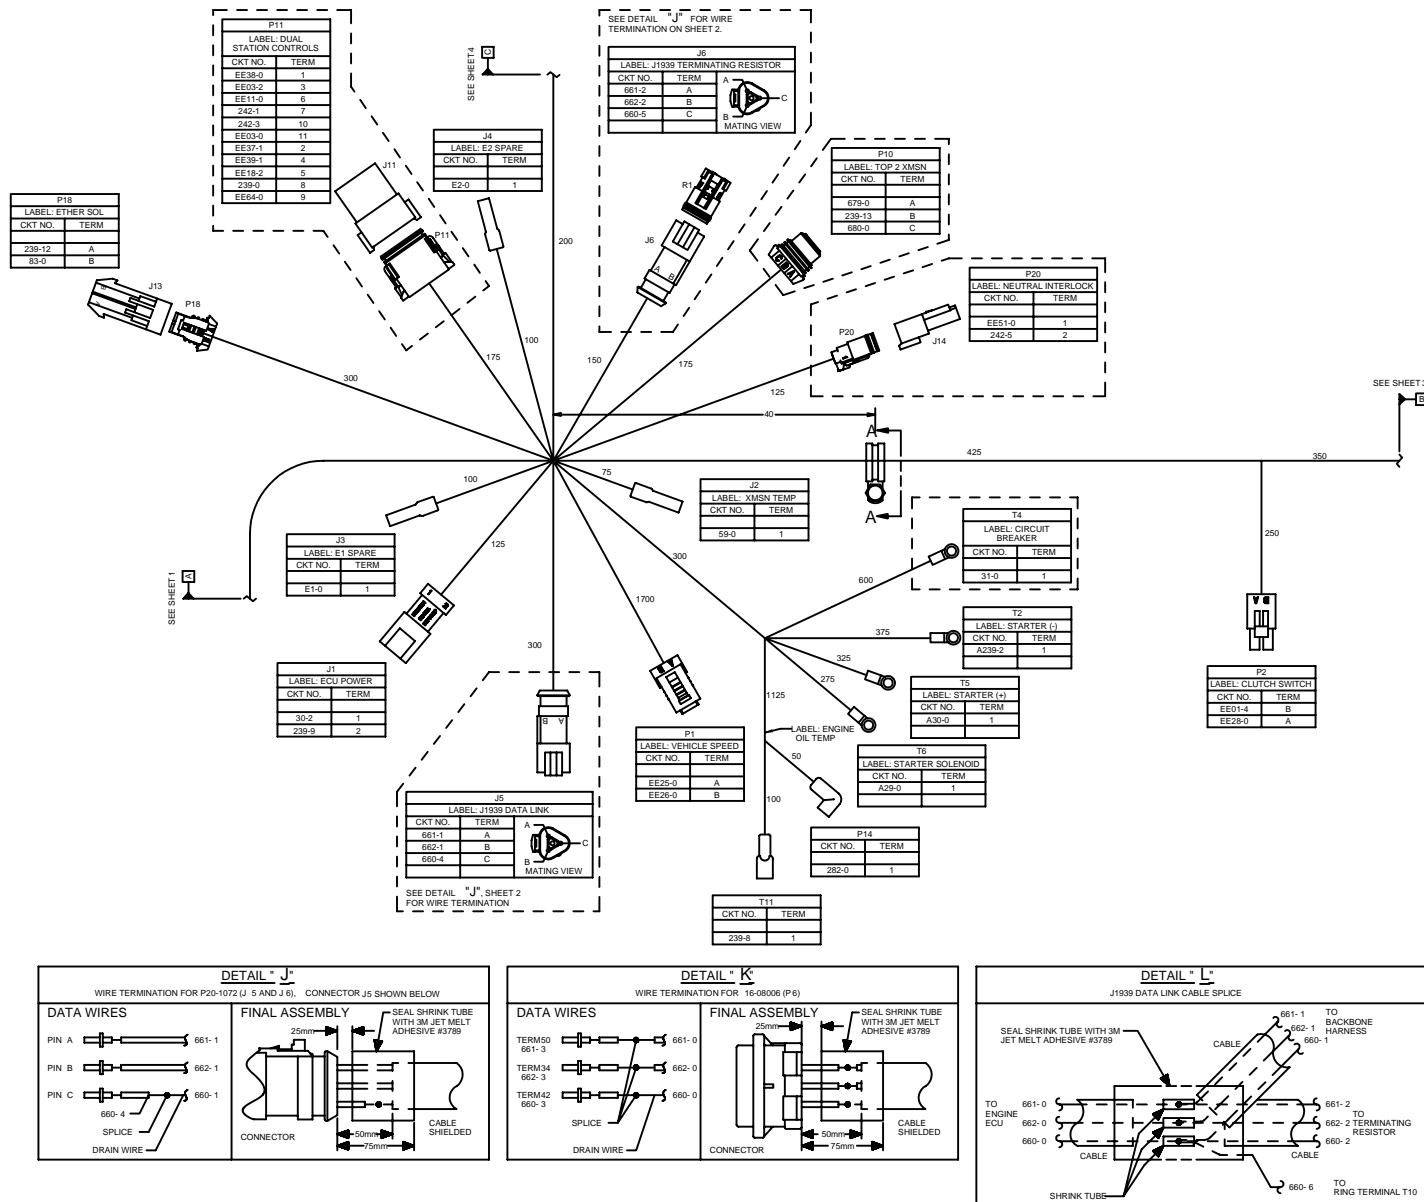 P11
LABEL: DUAL
STATION CONTROLS
CKT NO. TERM
EE38-0 1
EE03-2 3
EE11-0 6
242-1 7
242-3 10
EE03-0 11
EE37-1 2
EE39-1 4
EE18-2 5
239-0 8
EE64-0 9
J11
P11
175
SEE SHEET 4
C
200
J4
LABEL: E2 SPARE
CKT NO. TERM
E2-0 1
100
SEE DETAIL "J" FOR WIRE
TERMINATION ON SHEET 2.
J6
LABEL: J1939 TERMINATING RESISTOR
CKT NO. TERM
661-2 A
662-2 B
660-5 C
A
B
C
MATING VIEW
R1
J6
A B
150
P10
LABEL: TOP 2 XMSN
CKT NO. TERM
679-0 A
239-13 B
680-0 C
C B A
175
P20
LABEL: NEUTRAL INTERLOCK
CKT NO. TERM
EE51-0 1
242-5 2
P20
J14
125
P18
LABEL: ETHER SOL
CKT NO. TERM
239-12 A
83-0 B
J13
P18
300
40
A
A
425
350
SEE SHEET 3
B
SEE SHEET 1
A
100
J3
LABEL: E1 SPARE
CKT NO. TERM
E1-0 1
125
J1
LABEL: ECU POWER
CKT NO. TERM
30-2 1
239-9 2
75
J2
LABEL: XMSN TEMP
CKT NO. TERM
59-0 1
300
B A
J5
LABEL: J1939 DATA LINK
CKT NO. TERM
661-1 A
662-1 B
660-4 C
A
B
C
MATING VIEW
SEE DETAIL "J", SHEET 2
FOR WIRE TERMINATION
1700
P1
LABEL: VEHICLE SPEED
CKT NO. TERM
EE25-0 A
EE26-0 B
300
600
T4
LABEL: CIRCUIT
BREAKER
CKT NO. TERM
31-0 1
375
T2
LABEL: STARTER (-)
CKT NO. TERM
A239-2 1
325
T5
LABEL: STARTER (+)
CKT NO. TERM
A30-0 1
275
T6
LABEL: STARTER SOLENOID
CKT NO. TERM
A29-0 1
1125
LABEL: ENGINE
OIL TEMP
50
100
P14
CKT NO. TERM
282-0 1
T11
CKT NO. TERM
239-8 1
250
B A
P2
LABEL: CLUTCH SWITCH
CKT NO. TERM
EE01-4 B
EE28-0 A
DETAIL " J"
WIRE TERMINATION FOR P20-1072 (J 5 AND J 6), CONNECTOR J5 SHOWN BELOW
DATA WIRES
PIN A 661- 1
PIN B 662- 1
PIN C 660- 1
660- 4
SPLICE
DRAIN WIRE
FINAL ASSEMBLY
25mm
SEAL SHRINK TUBE
WITH 3M JET MELT
ADHESIVE #3789
CONNECTOR
50mm
75mm
CABLE
SHIELDED
DETAIL " K"
WIRE TERMINATION FOR 16-08006 (P 6)
DATA WIRES
TERM50 661- 0
661- 3
TERM34 662- 0
662- 3
TERM42 660- 0
660- 3
SPLICE
DRAIN WIRE
FINAL ASSEMBLY
25mm
SEAL SHRINK TUBE
WITH 3M JET MELT
ADHESIVE #3789
CONNECTOR
50mm
75mm
CABLE
SHIELDED
DETAIL " L"
J1939 DATA LINK CABLE SPLICE
SEAL SHRINK TUBE WITH 3M
JET MELT ADHESIVE #3789
CABLE
661- 1
662- 1
660- 1
TO
BACKBONE
HARNESS
TO
ENGINE
ECU
661- 0
662- 0
660- 0
CABLE
661- 2
662- 2
660- 2
TO
TERMINATING
RESISTOR
CABLE
660- 6
TO
RING TERMINAL T10
SHRINK TUBE